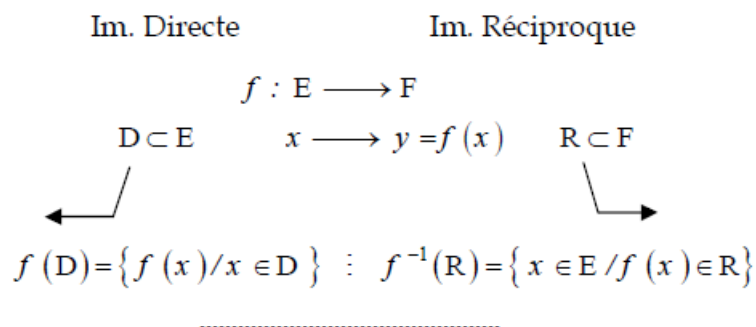 Im. Directe Im. Réciproque
f : E ⟶ F
D ⊂ E x ⟶ y =f (x) R ⊂ F
f (D)={f (x)/x ∈D } ⋮ f⁻¹(R)={ x ∈E /f (x)∈R}